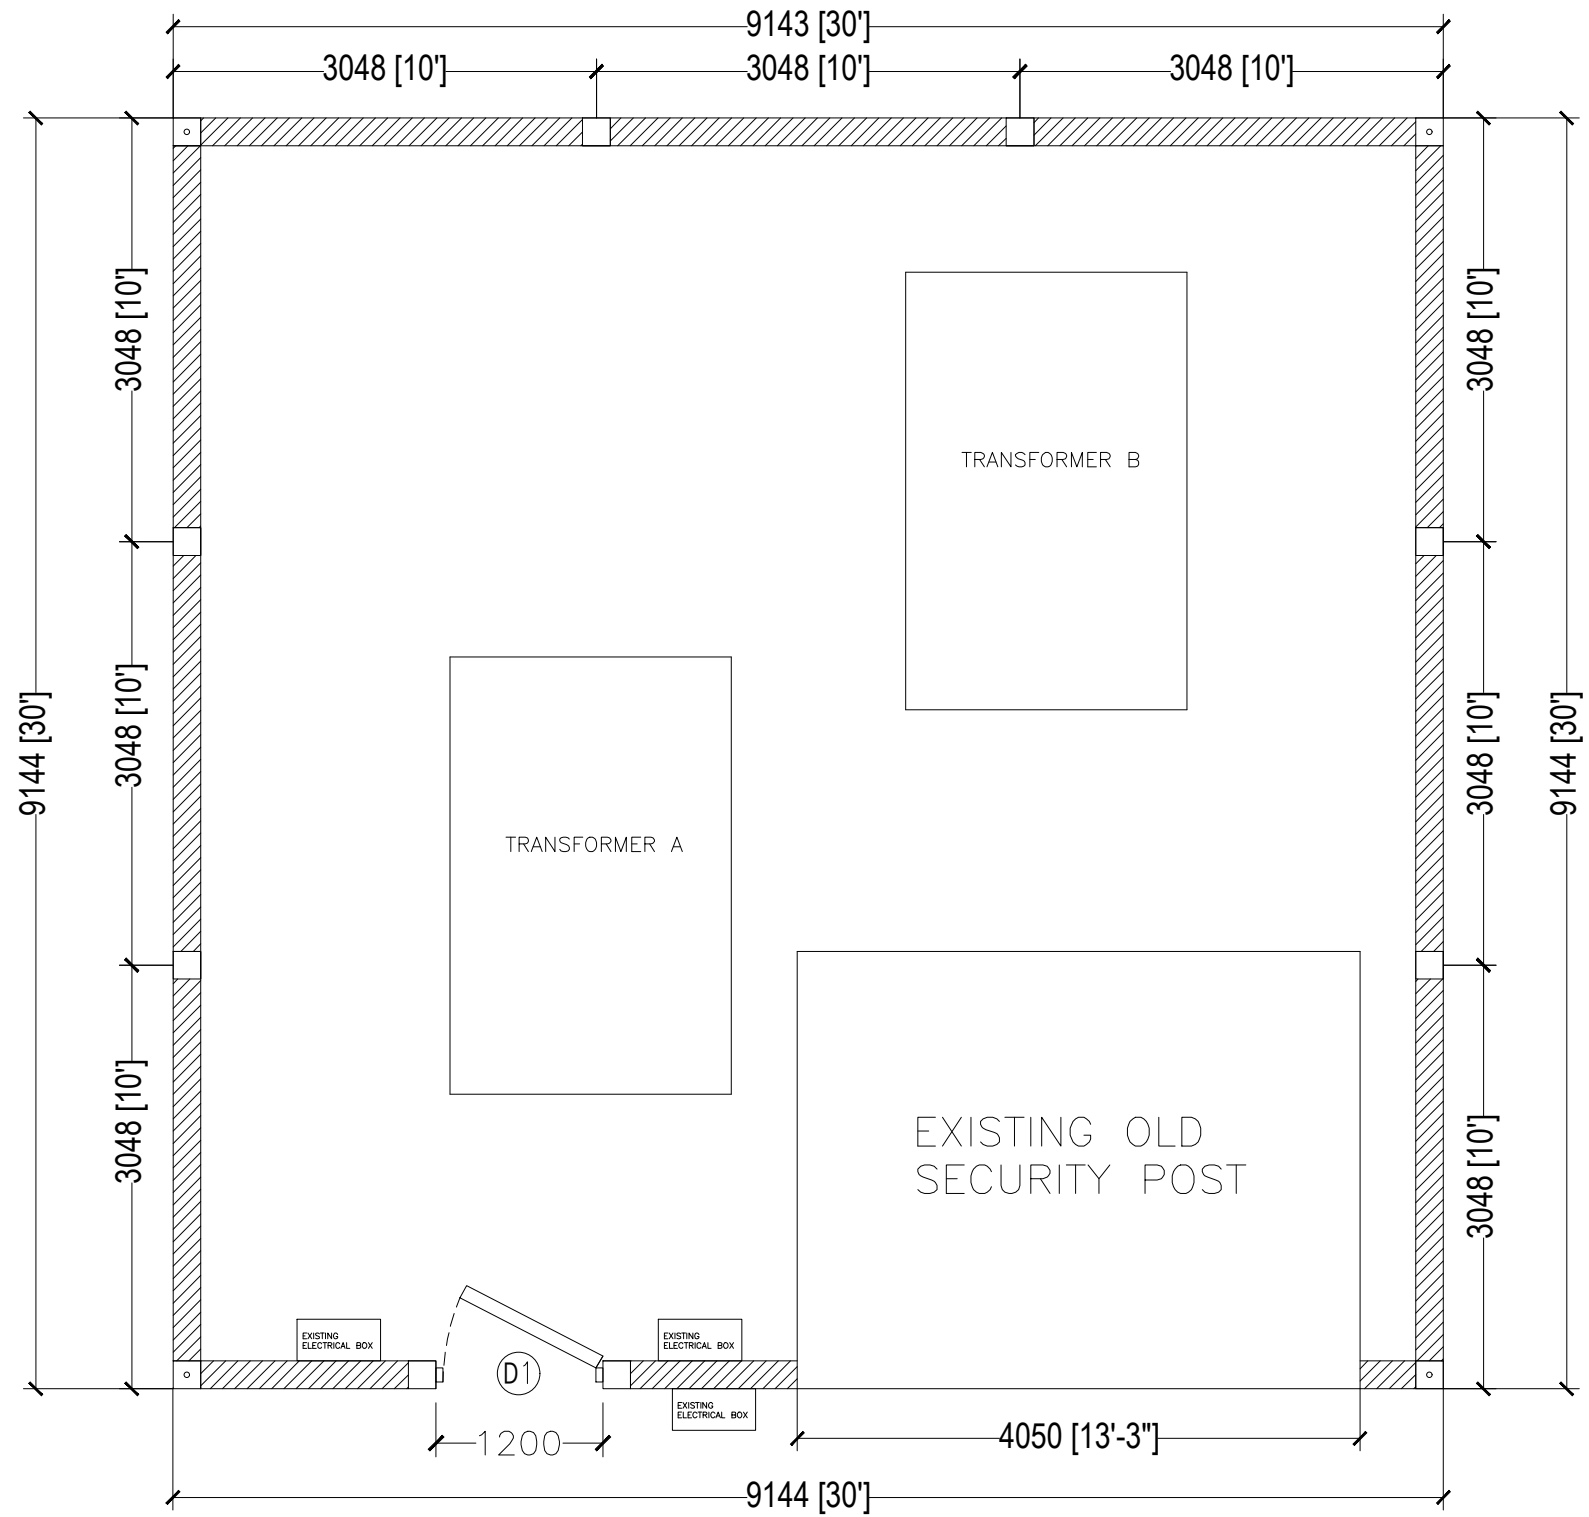 9143 [30']
3048 [10']
3048 [10']
3048 [10']
3048 [10']
3048 [10']
TRANSFORMER B
9144 [30']
3048 [10']
3048 [10']
9144 [30']
TRANSFORMER A
3048 [10']
3048 [10']
EXISTING OLD
SECURITY POST
EXISTING
ELECTRICAL BOX
EXISTING
ELECTRICAL BOX
D1
EXISTING
ELECTRICAL BOX
1200
4050 [13'-3"]
9144 [30']